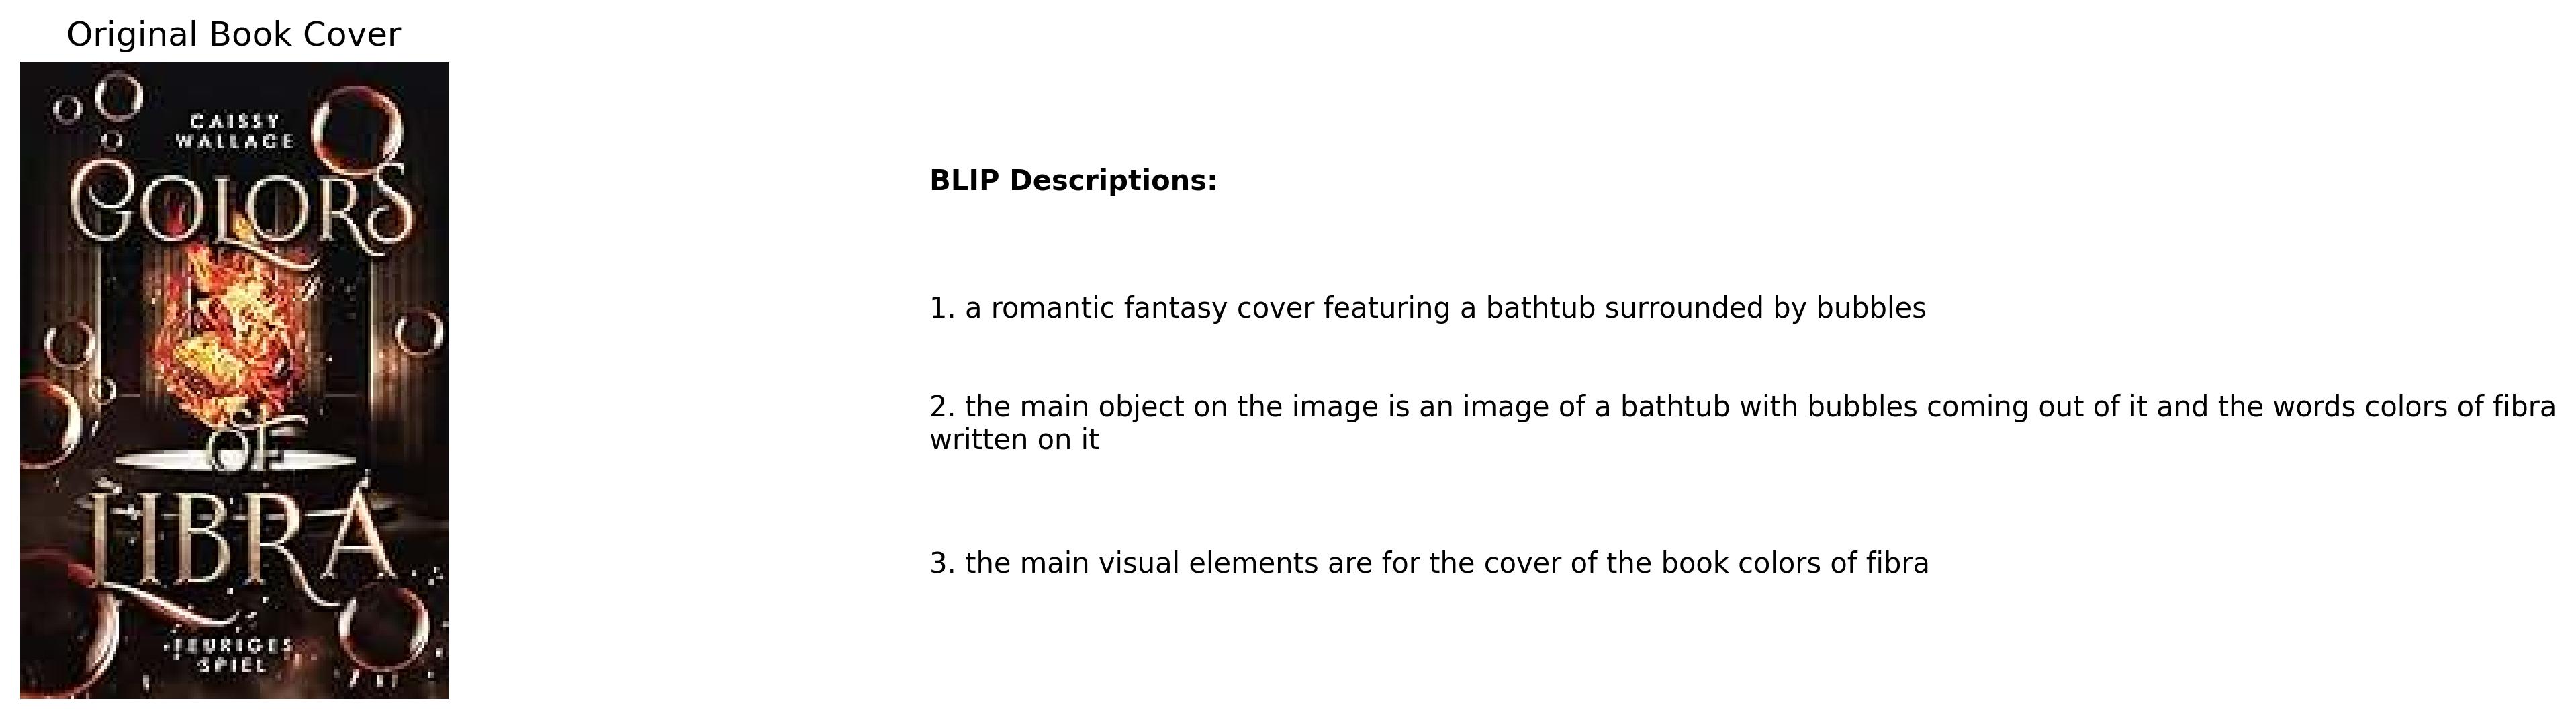 Original Book Cover
CAISSY
WALLACE
COLORS
OF
LIBRA
FEURIGES
SPIEL
BLIP Descriptions:
1. a romantic fantasy cover featuring a bathtub surrounded by bubbles
2. the main object on the image is an image of a bathtub with bubbles coming out of it and the words colors of fibra
written on it
3. the main visual elements are for the cover of the book colors of fibra